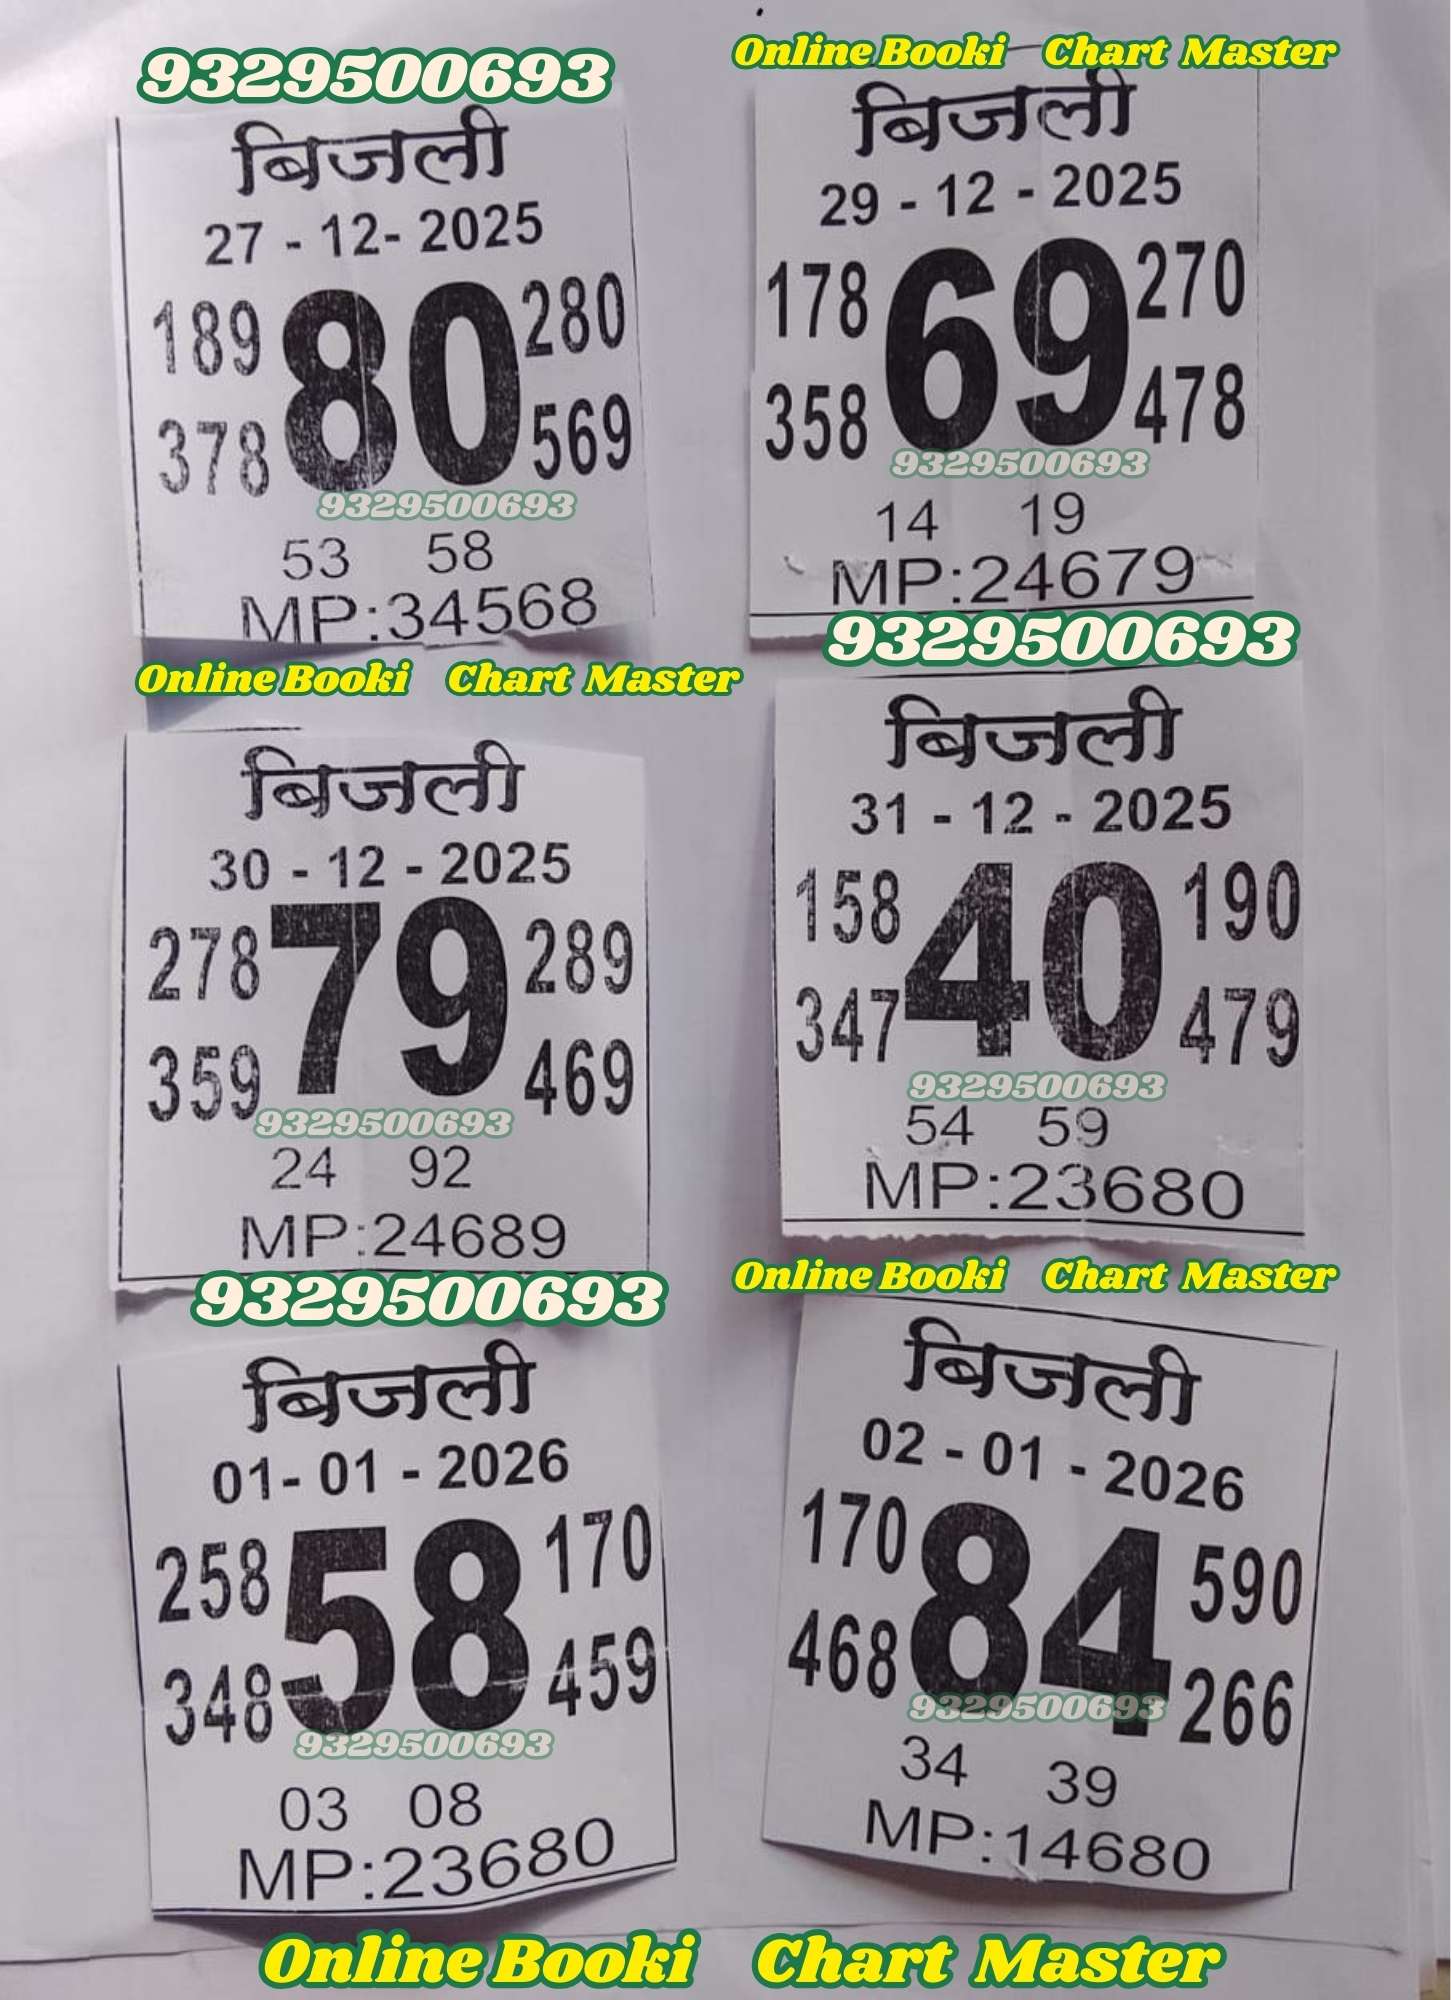 9329500693
Online Booki Chart Master
बिजली
27 - 12- 2025
189 80 280
378 569
9329500693
53 58
MP:34568
बिजली
29 - 12 - 2025
178 69 270
358 478
9329500693
14 19
MP:24679
9329500693
Online Booki Chart Master
बिजली
30 - 12 - 2025
278 79 289
359 469
9329500693
24 92
MP:24689
बिजली
31 - 12 - 2025
158 40 190
347 479
9329500693
54 59
MP:23680
9329500693
Online Booki Chart Master
बिजली
01- 01 - 2026
258 58 170
348 459
9329500693
03 08
MP:23680
बिजली
02 - 01 - 2026
170 84 590
468 266
9329500693
34 39
MP:14680
Online Booki Chart Master